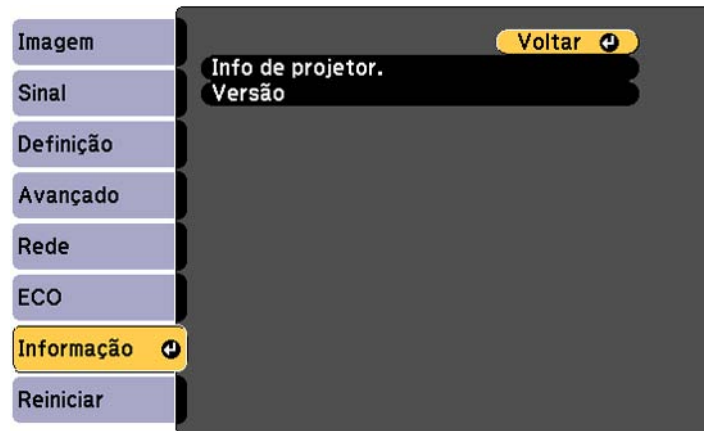 Imagem
Sinal
Definição
Avançado
Rede
ECO
Informação
Reiniciar
Voltar
Info de projetor.
Versão